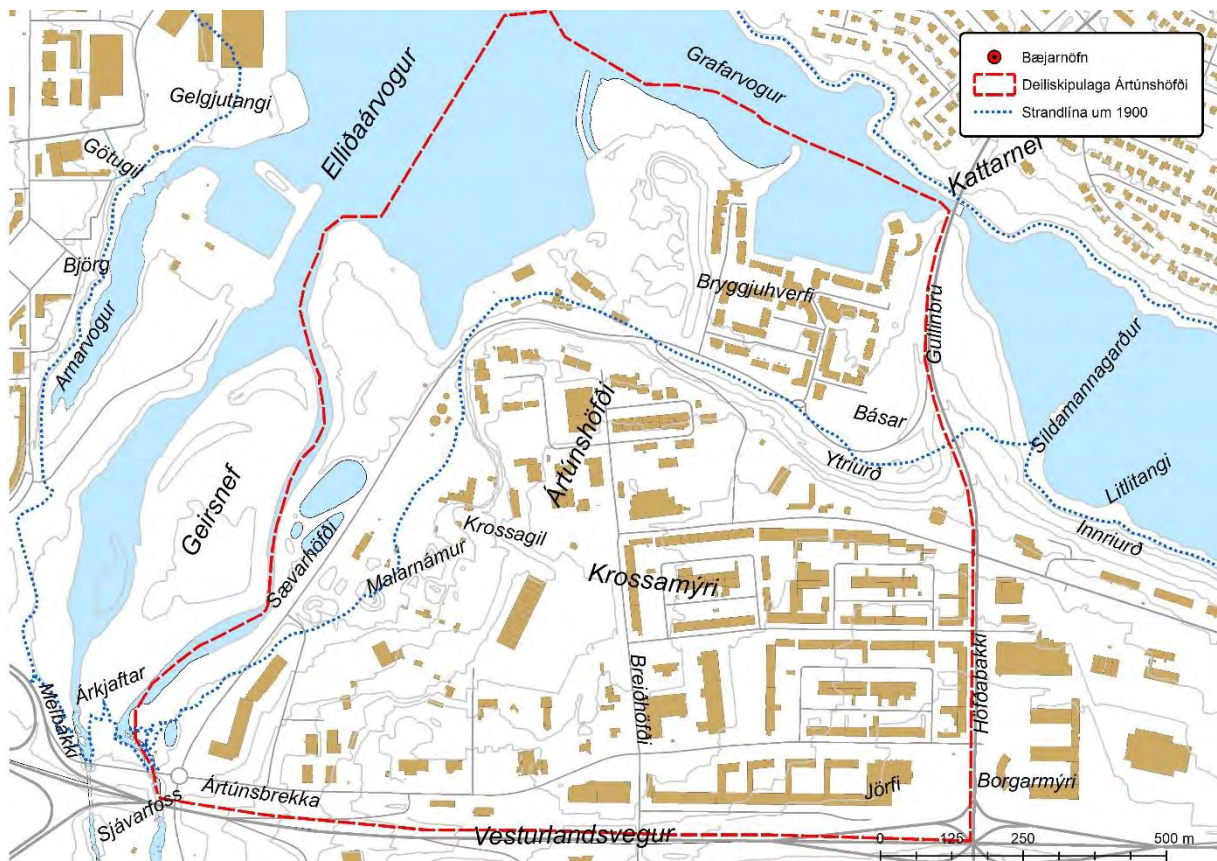 Bæjarnöfn
Deiliskipulaga Ártúnshöfði
Strandlína um 1900
Grafarvogur
Gelgjutangi
Elliðaárvogur
Götugil
Kattarnef
Björg
Bryggjuhverfi
Gullinbrú
Arnarvogur
Síldamannagarður
Básar
Ártúnshöfði
Ytriurð
Litlitangi
Geirsnef
Innriurð
Krossagil
Sævarhöfði
Malarnámur
Krossamýri
Árkjaftar
Melbakki
Breiðhöfði
Höfðabakki
Ártúnsbrekka
Jörfi
Borgarmýri
Sjávarfoss
Vesturlandsvegur
0 125 250 500 m